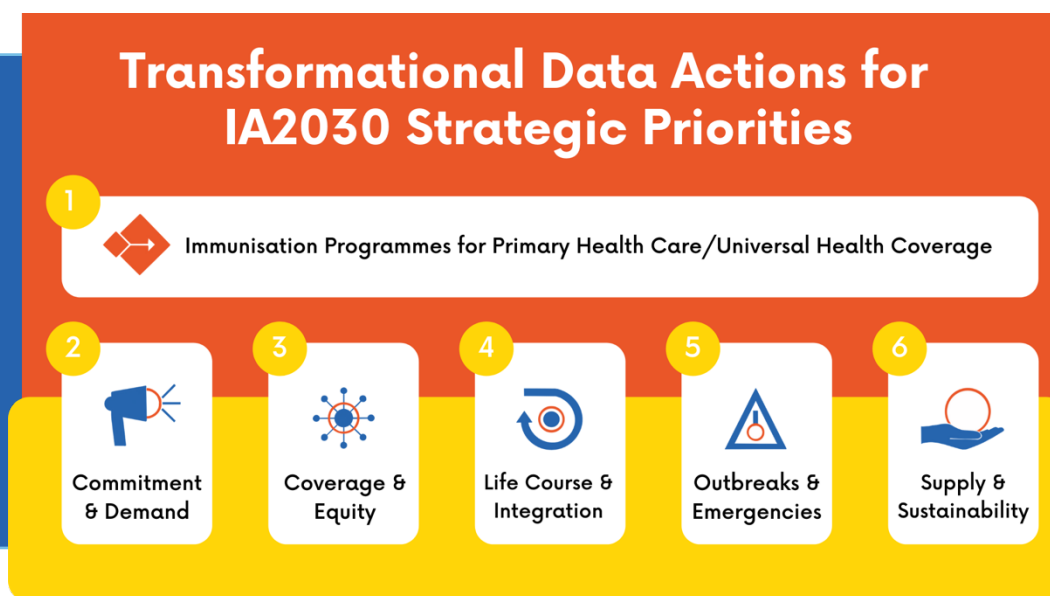 Transformational Data Actions for
IA2030 Strategic Priorities
1
Immunisation Programmes for Primary Health Care/Universal Health Coverage
2
Commitment
& Demand
3
Coverage &
Equity
4
Life Course &
Integration
5
Outbreaks &
Emergencies
6
Supply &
Sustainability